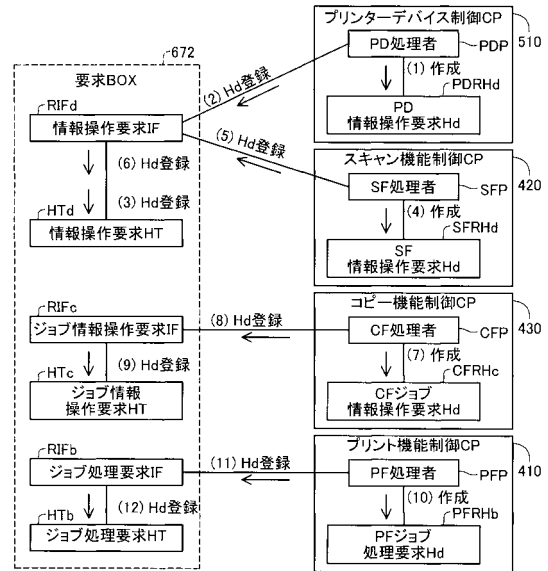 672
要求BOX
RIFd
情報操作要求IF
(6) Hd登録
(3) Hd登録
HTd
情報操作要求HT
RIFc
ジョブ情報操作要求IF
(9) Hd登録
HTc
ジョブ情報
操作要求HT
RIFb
ジョブ処理要求IF
(12) Hd登録
HTb
ジョブ処理要求HT
(2) Hd登録
(5) Hd登録
(8) Hd登録
(11) Hd登録
プリンターデバイス制御CP
510
PD処理者
PDP
(1) 作成
PDRHd
PD
情報操作要求Hd
スキャン機能制御CP
420
SF処理者
SFP
(4) 作成
SFRHd
SF
情報操作要求Hd
コピー機能制御CP
430
CF処理者
CFP
(7) 作成
CFRHc
CFジョブ
情報操作要求Hd
プリント機能制御CP
410
PF処理者
PFP
(10) 作成
PFRHb
PFジョブ
処理要求Hd